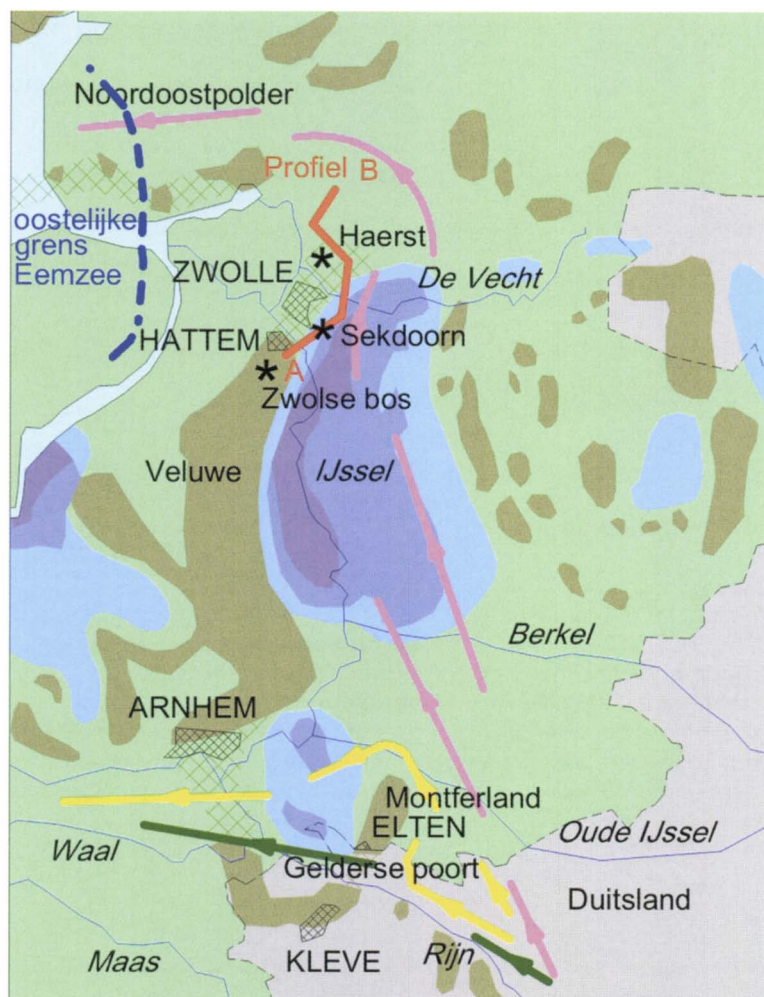 Noordoostpolder
Profiel B
oostelijke
grens
Eemzee
Haerst
ZWOLLE
De Vecht
HATTEM
Sekdoorn
A
Zwolse bos
Veluwe
IJssel
Berkel
ARNHEM
Montferland
ELTEN
Oude IJssel
Waal
Gelderse poort
Duitsland
Maas
KLEVE
Rijn